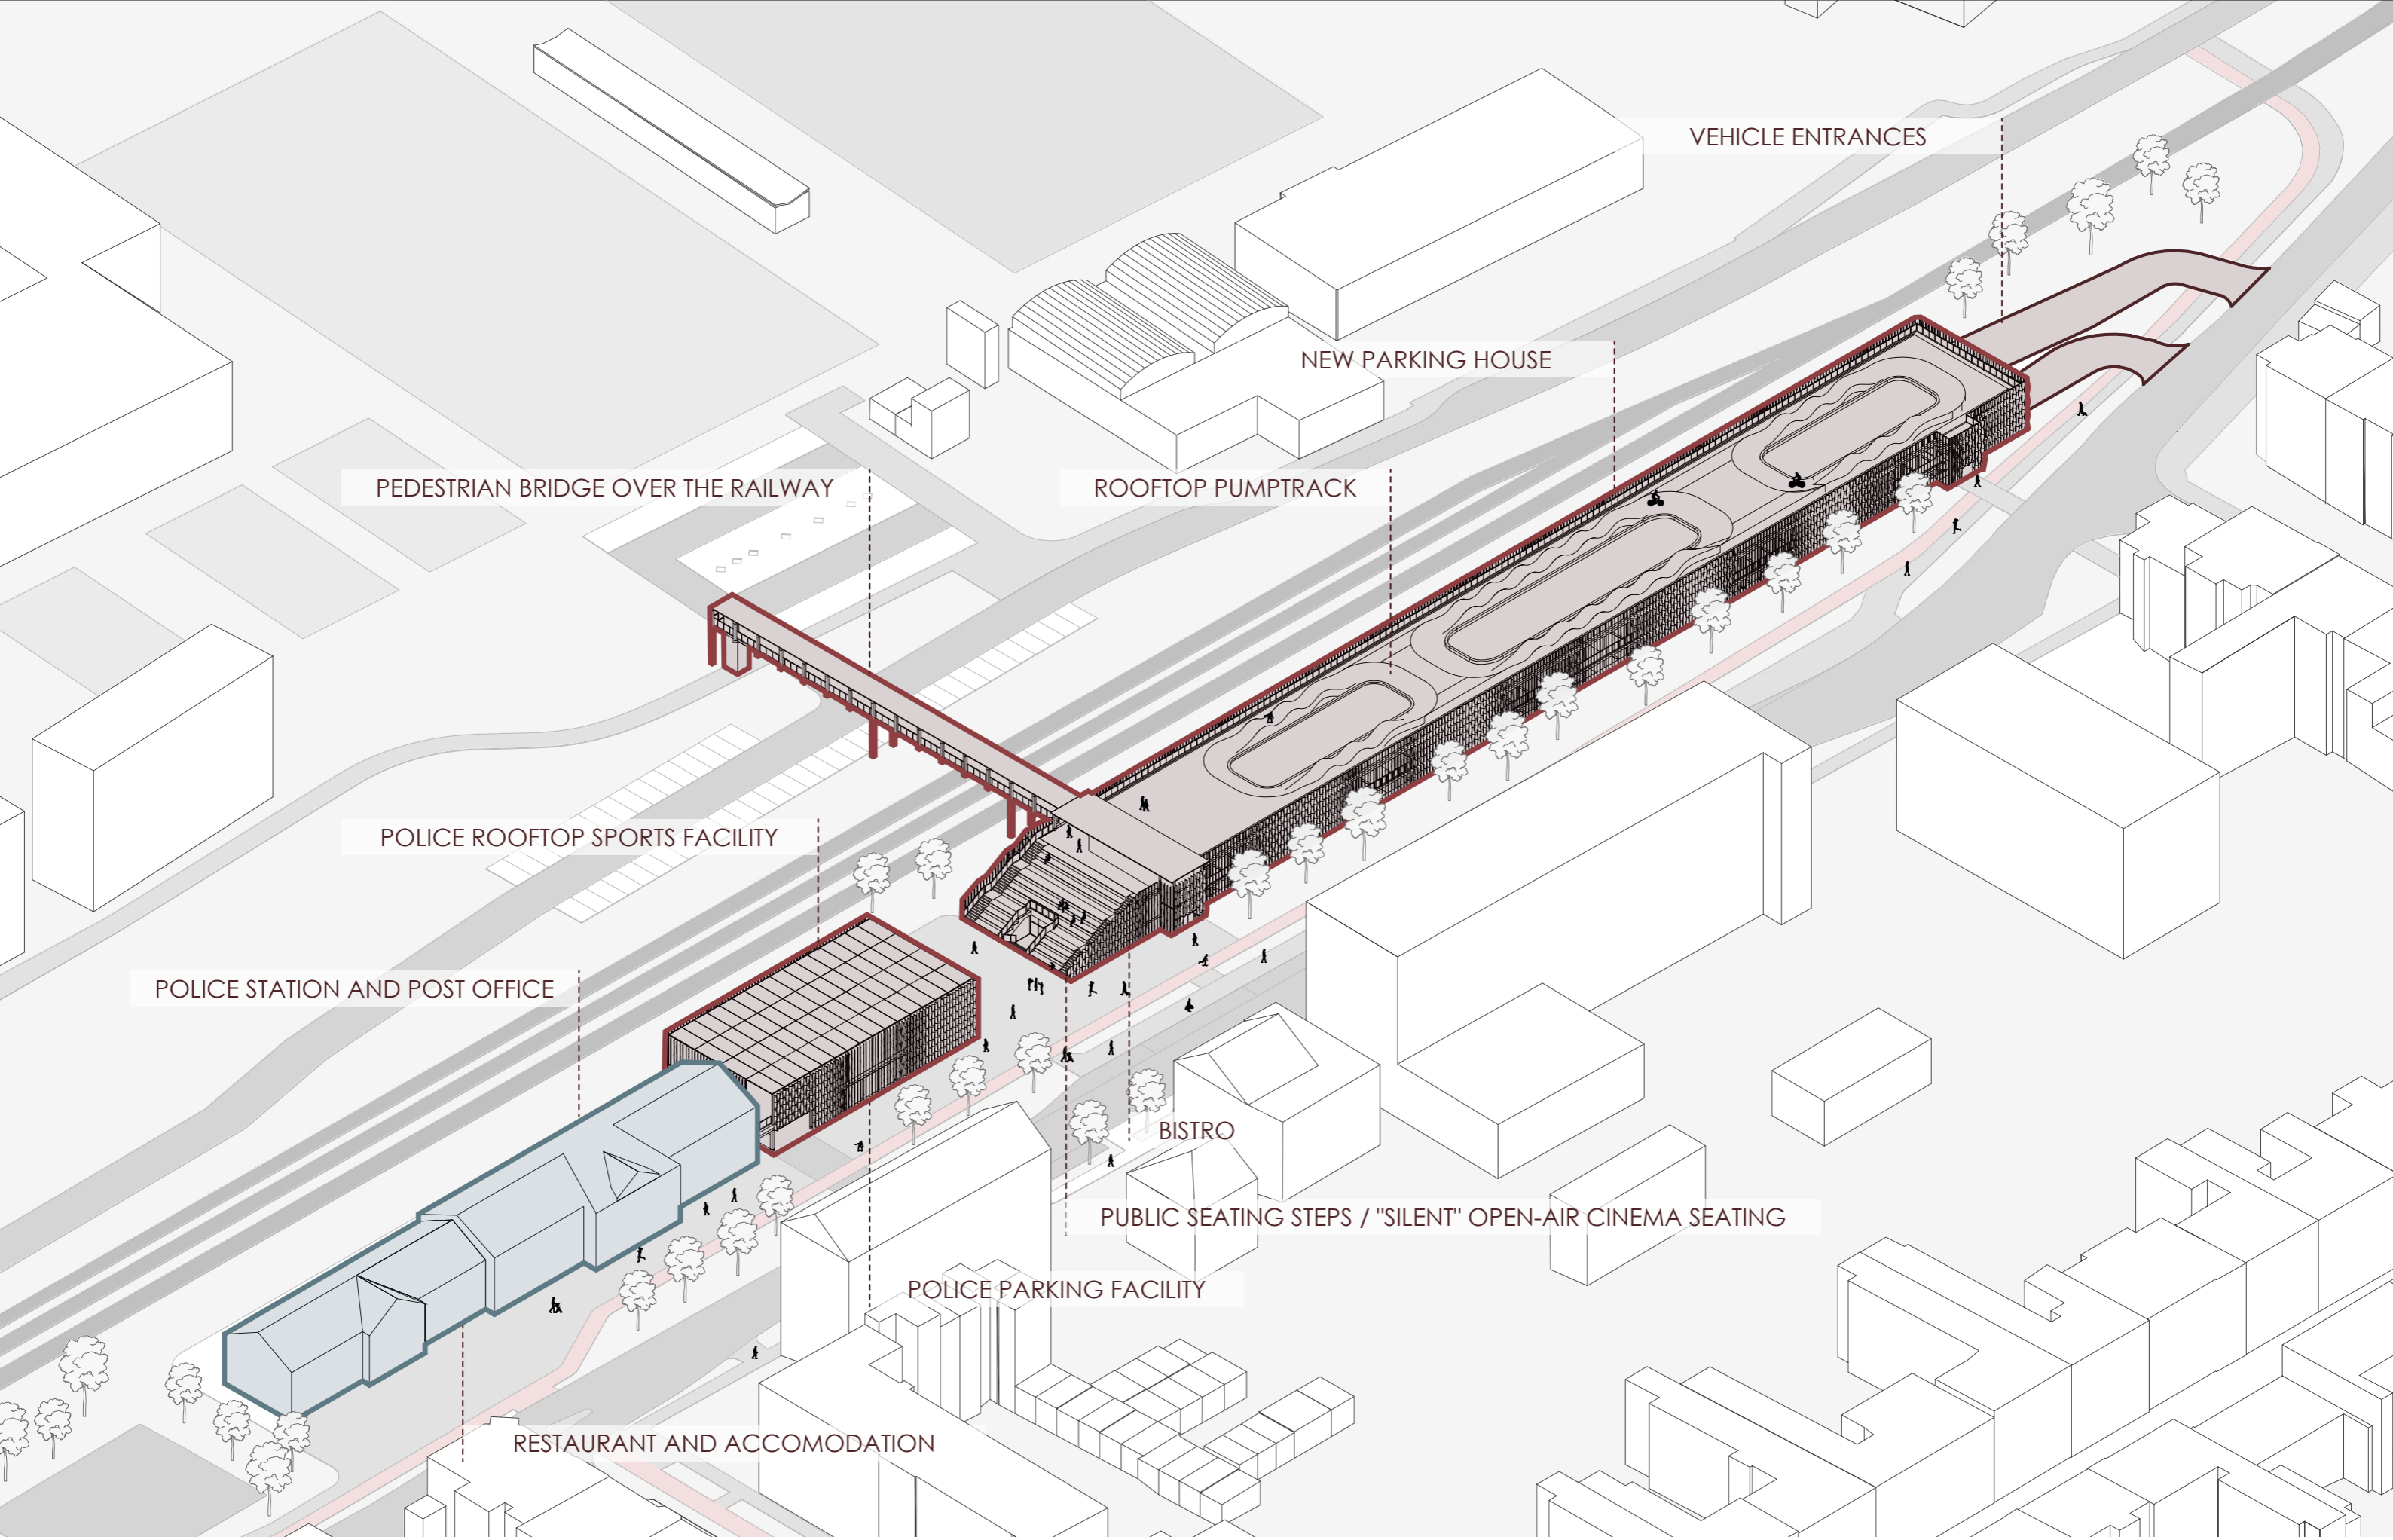 VEHICLE ENTRANCES
NEW PARKING HOUSE
PEDESTRIAN BRIDGE OVER THE RAILWAY
ROOFTOP PUMPTRACK
POLICE ROOFTOP SPORTS FACILITY
POLICE STATION AND POST OFFICE
BISTRO
PUBLIC SEATING STEPS / "SILENT" OPEN-AIR CINEMA SEATING
POLICE PARKING FACILITY
RESTAURANT AND ACCOMODATION